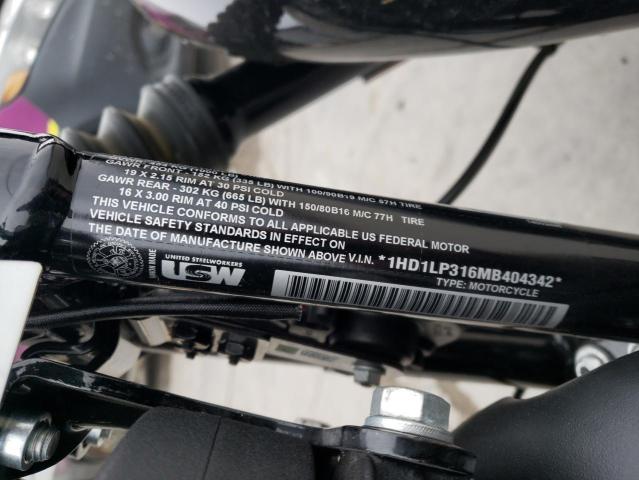 GAWR FRONT - 152 KG (335 LB) WITH 100/90B19 M/C 57H TIRE
19 X 2.15 RIM AT 30 PSI COLD
GAWR REAR - 302 KG (665 LB) WITH 150/80B16 M/C 77H TIRE
16 X 3.00 RIM AT 40 PSI COLD
THIS VEHICLE CONFORMS TO ALL APPLICABLE US FEDERAL MOTOR
VEHICLE SAFETY STANDARDS IN EFFECT ON
THE DATE OF MANUFACTURE SHOWN ABOVE V.I.N. *1HD1LP316MB404342*
TYPE: MOTORCYCLE
UNION MADE
UNITED STEELWORKERS
USW